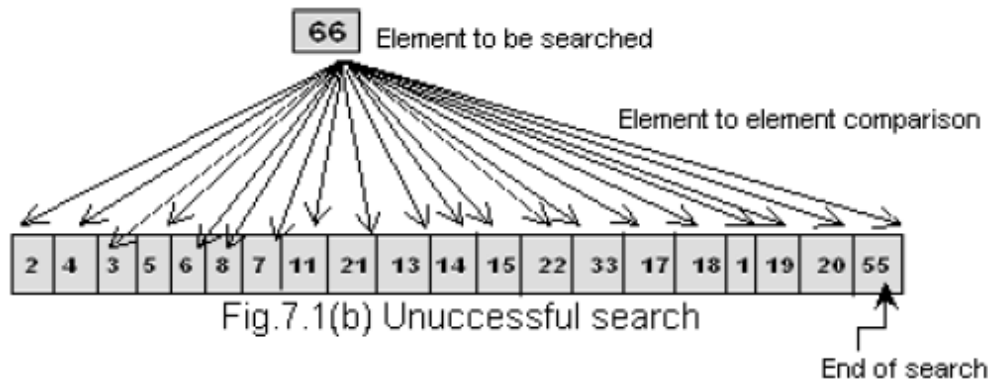 66 Element to be searched
Element to element comparison
2 4 3 5 6 8 7 11 21 13 14 15 22 33 17 18 1 19 20 55
Fig.7.1(b) Unuccessful search
End of search